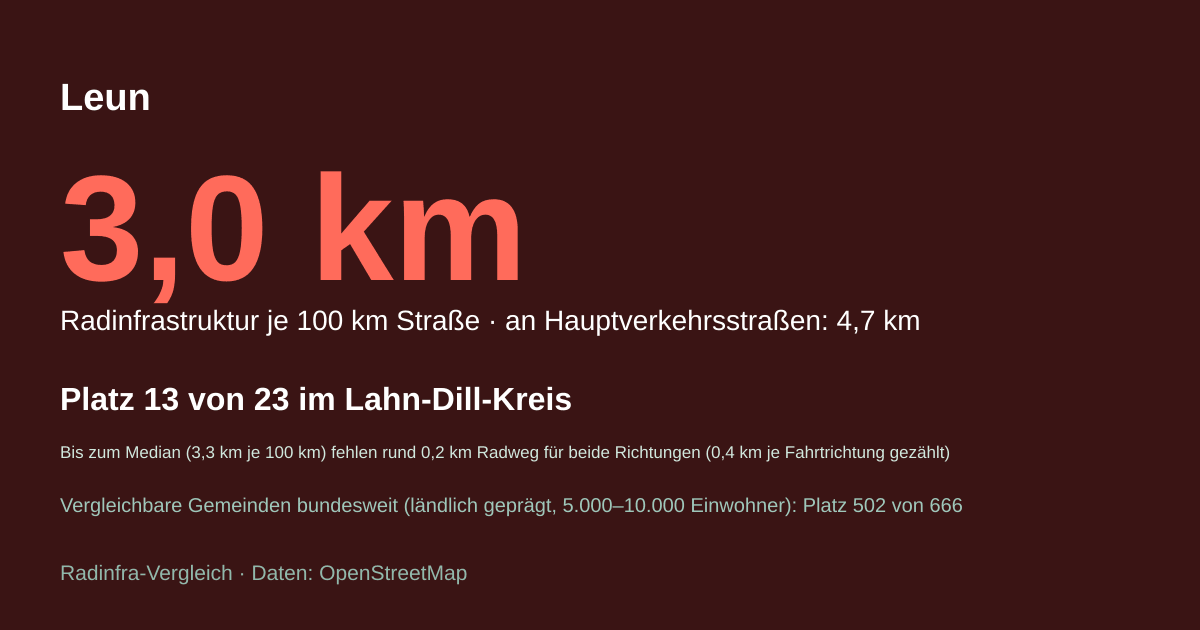 Leun
3,0 km
Radinfrastruktur je 100 km Straße · an Hauptverkehrsstraßen: 4,7 km
Platz 13 von 23 im Lahn-Dill-Kreis
Bis zum Median (3,3 km je 100 km) fehlen rund 0,2 km Radweg für beide Richtungen (0,4 km je Fahrtrichtung gezählt)
Vergleichbare Gemeinden bundesweit (ländlich geprägt, 5.000–10.000 Einwohner): Platz 502 von 666
Radinfra-Vergleich · Daten: OpenStreetMap